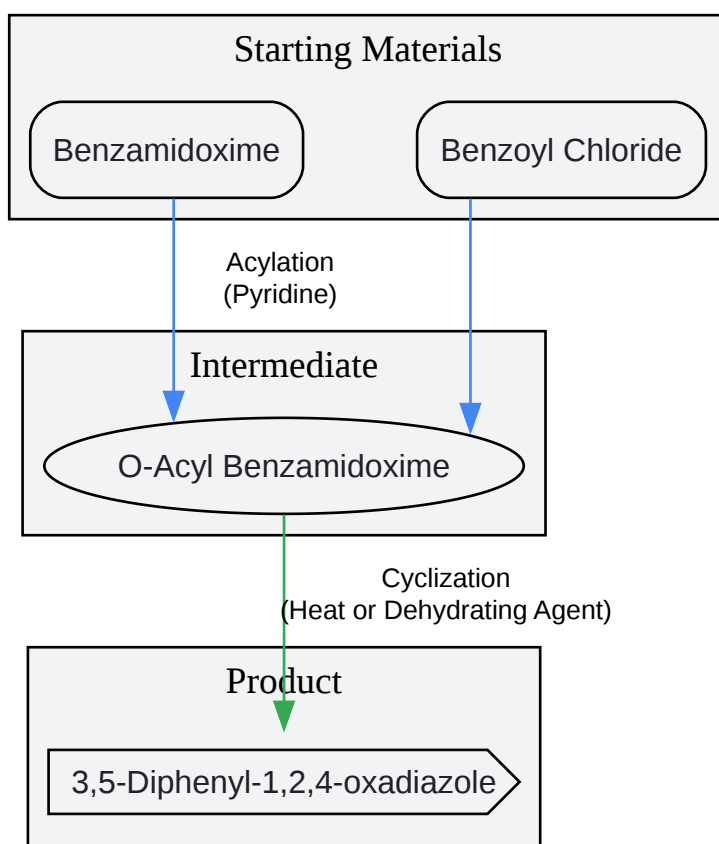 Starting Materials
Benzamidoxime
Benzoyl Chloride
Acylation
(Pyridine)
Intermediate
O-Acyl Benzamidoxime
Cyclization
(Heat or Dehydrating Agent)
Product
3,5-Diphenyl-1,2,4-oxadiazole